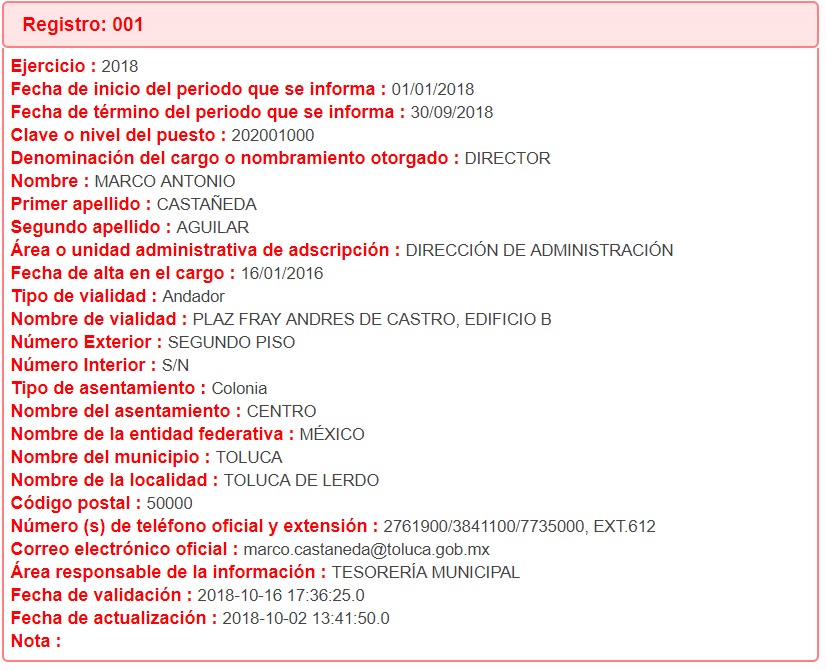 Registro: 001
Ejercicio : 2018
Fecha de inicio del periodo que se informa : 01/01/2018
Fecha de término del periodo que se informa : 30/09/2018
Clave o nivel del puesto : 202001000
Denominación del cargo o nombramiento otorgado : DIRECTOR
Nombre : MARCO ANTONIO
Primer apellido : CASTAÑEDA
Segundo apellido : AGUILAR
Área o unidad administrativa de adscripción : DIRECCIÓN DE ADMINISTRACIÓN
Fecha de alta en el cargo : 16/01/2016
Tipo de vialidad : Andador
Nombre de vialidad : PLAZ FRAY ANDRES DE CASTRO, EDIFICIO B
Número Exterior : SEGUNDO PISO
Número Interior : S/N
Tipo de asentamiento : Colonia
Nombre del asentamiento : CENTRO
Nombre de la entidad federativa : MÉXICO
Nombre del municipio : TOLUCA
Nombre de la localidad : TOLUCA DE LERDO
Código postal : 50000
Número (s) de teléfono oficial y extensión : 2761900/3841100/7735000, EXT.612
Correo electrónico oficial : marco.castaneda@toluca.gob.mx
Área responsable de la información : TESORERÍA MUNICIPAL
Fecha de validación : 2018-10-16 17:36:25.0
Fecha de actualización : 2018-10-02 13:41:50.0
Nota :